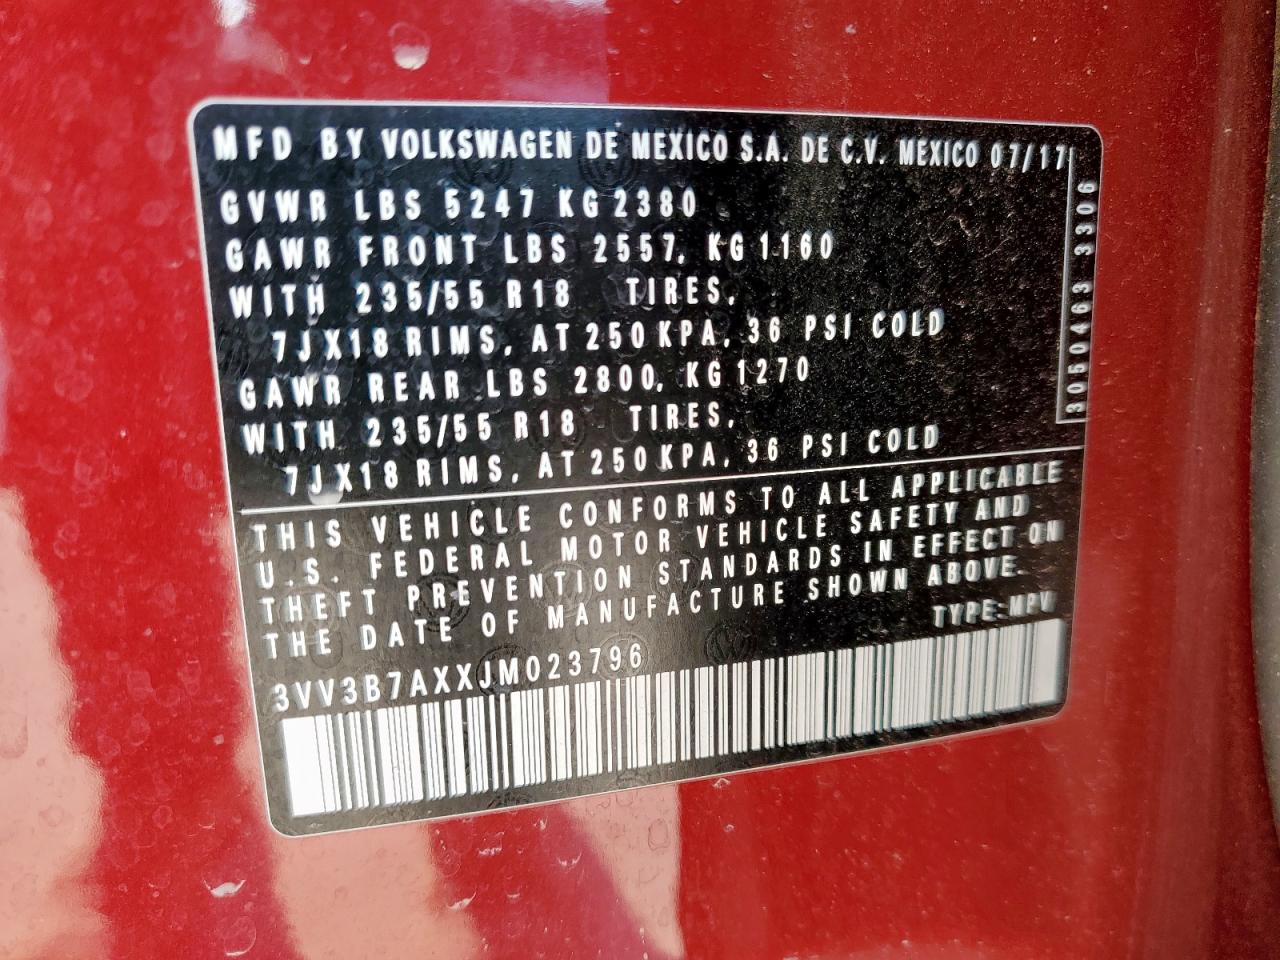 MFD BY VOLKSWAGEN DE MEXICO S.A. DE C.V. MEXICO 07/17
GVWR LBS 5247 KG 2380
GAWR FRONT LBS 2557, KG 1160
WITH 235/55 R18 TIRES,
7JX18 RIMS, AT 250 KPA, 36 PSI COLD
GAWR REAR LBS 2800, KG 1270
WITH 235/55 R18 TIRES,
7JX18 RIMS, AT 250 KPA, 36 PSI COLD
3050463 3306
THIS VEHICLE CONFORMS TO ALL APPLICABLE
U.S. FEDERAL MOTOR VEHICLE SAFETY AND
THEFT PREVENTION STANDARDS IN EFFECT ON
THE DATE OF MANUFACTURE SHOWN ABOVE.
TYPE: MPV
3VV3B7AXXJM023796